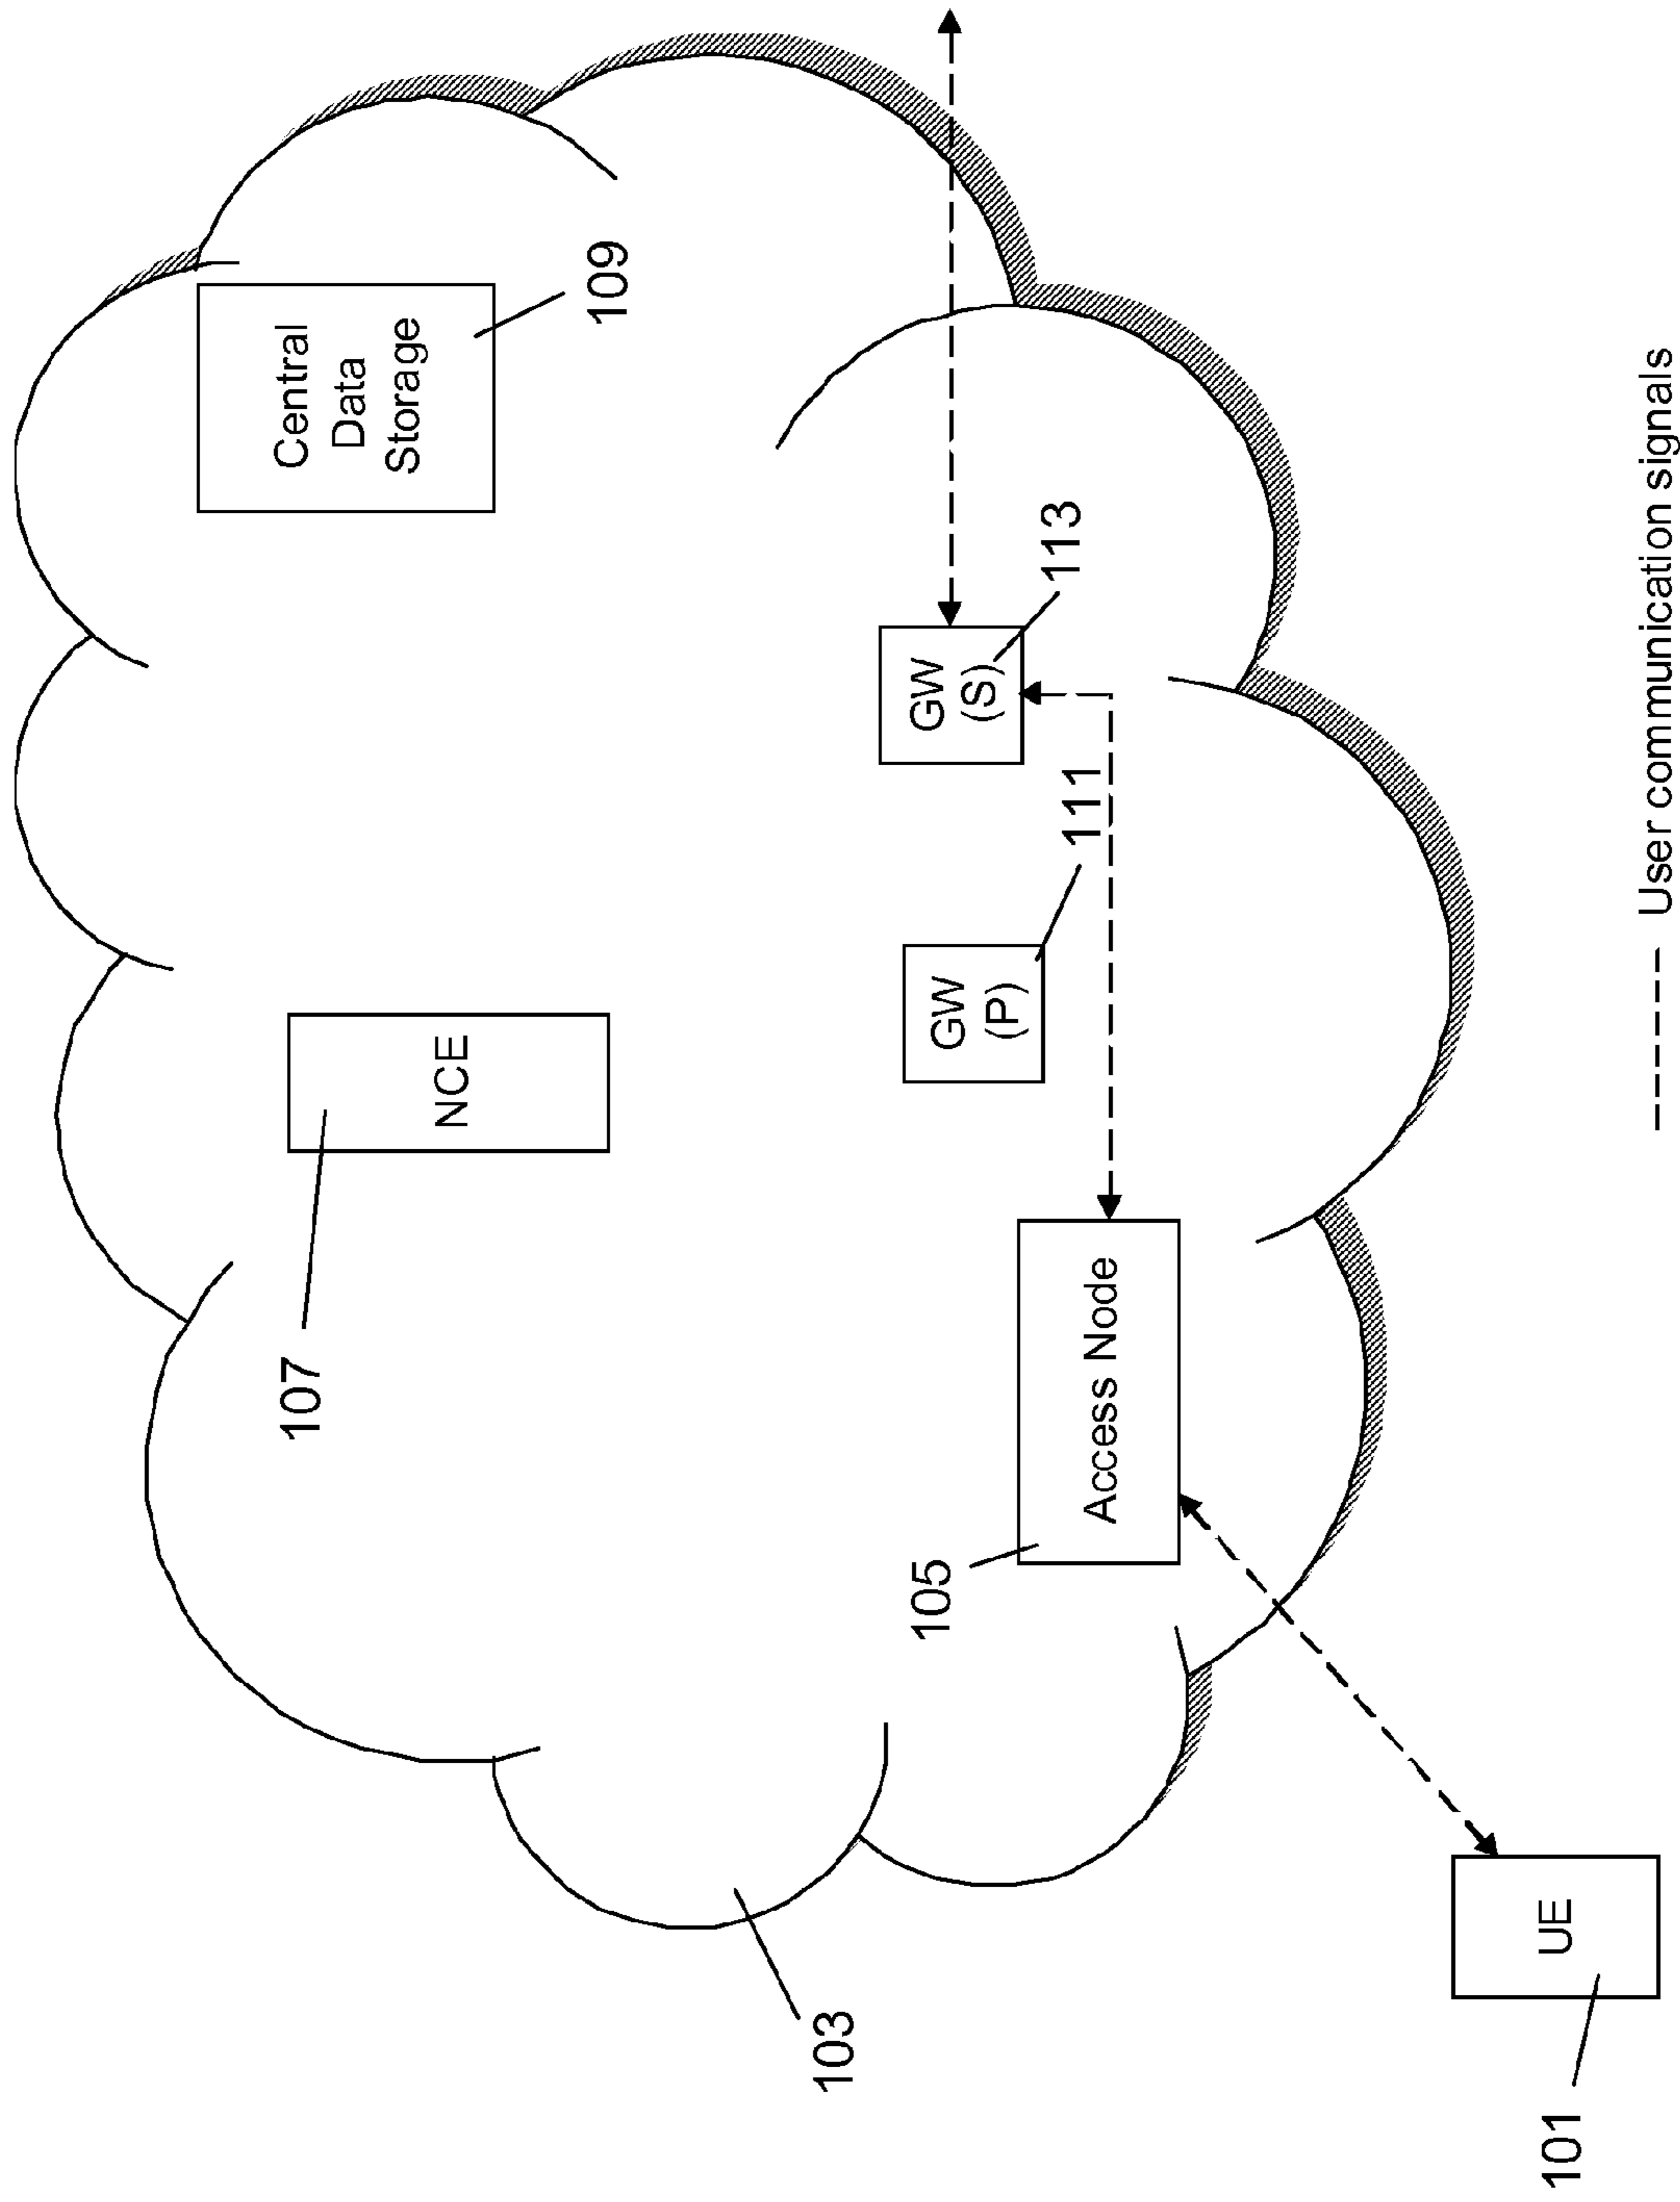 Central
Data
Storage
109
NCE
107
GW
(S)
113
GW
(P)
111
Access Node
105
103
UE
101
User communication signals